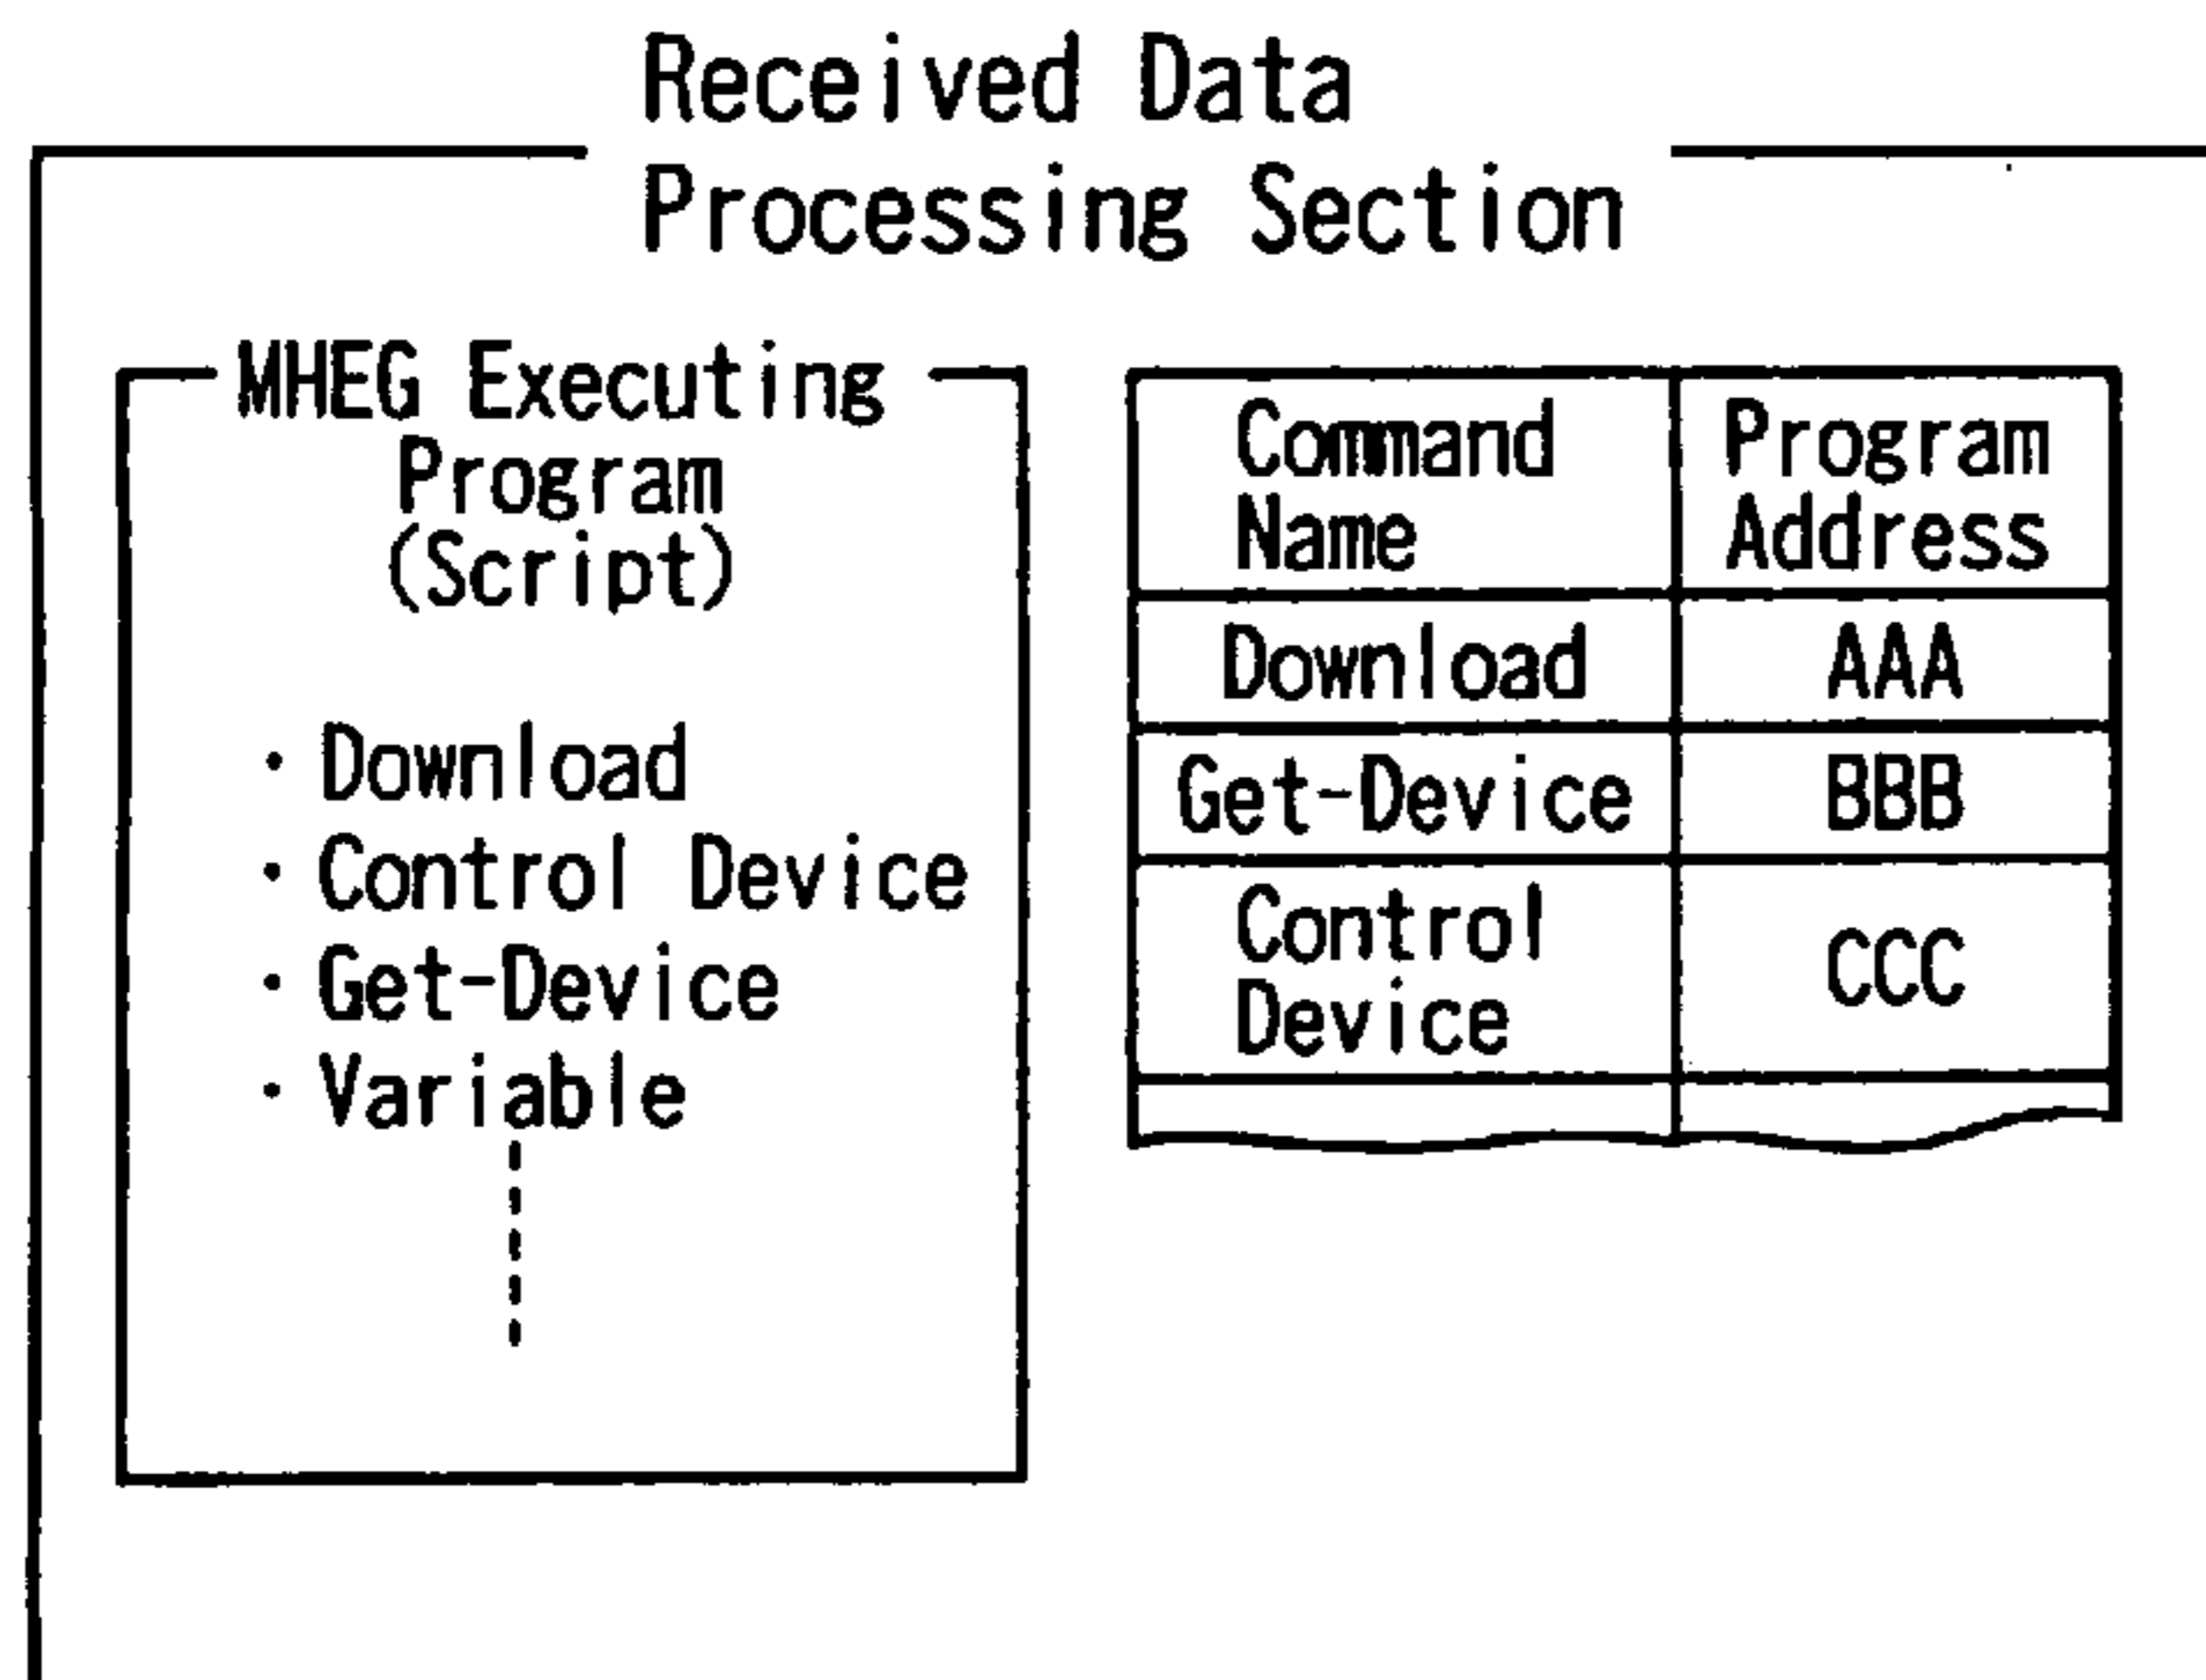 Received Data
Processing Section
MHEG Executing
Program
(Script)
· Download
· Control Device
· Get-Device
· Variable
Command Name Program Address
Download AAA
Get-Device BBB
Control Device CCC